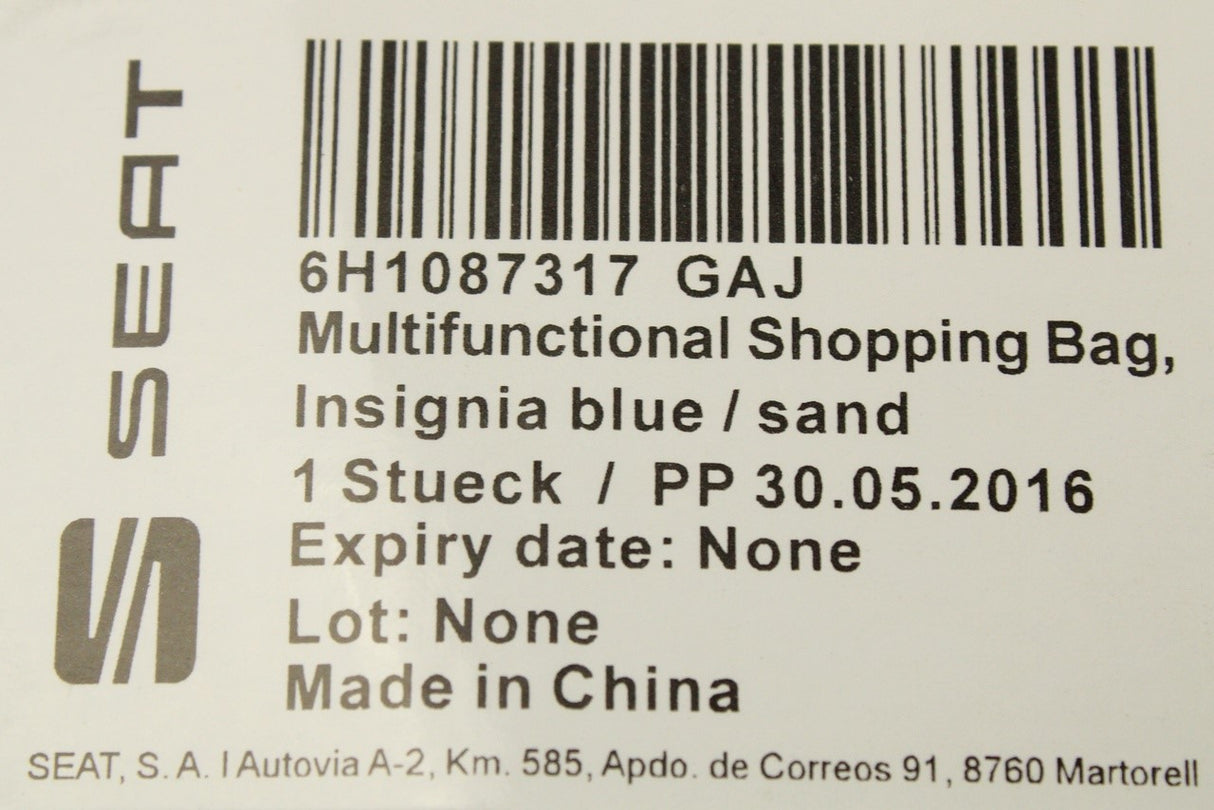 SEAT
6H1087317 GAJ
Multifunctional Shopping Bag,
Insignia blue / sand
1 Stueck / PP 30.05.2016
Expiry date: None
Lot: None
Made in China
SEAT, S. A. I Autovia A-2, Km. 585, Apdo. de Correos 91, 8760 Martorell